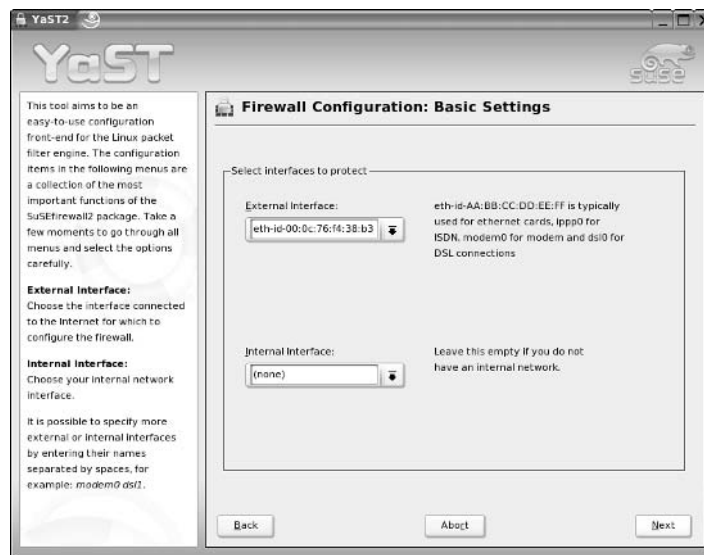 YaST2
YaST
SUSE
This tool aims to be an
easy-to-use configuration
front-end for the Linux packet
filter engine. The configuration
items in the following menus are
a collection of the most
important functions of the
SuSEfirewall2 package. Take a
few moments to go through all
menus and select the options
carefully.
External Interface:
Choose the interface connected
to the Internet for which to
configure the firewall.
Internal Interface:
Choose your internal network
interface.
It is possible to specify more
external or internal interfaces
by entering their names
separated by spaces, for
example: modem0 dsl1.
Firewall Configuration: Basic Settings
Select interfaces to protect
External Interface:
eth-id-00:0c:76:f4:38:b3
eth-id-AA:BB:CC:DD:EE:FF is typically
used for ethernet cards, ippp0 for
ISDN, modem0 for modem and dsl0 for
DSL connections
Internal Interface:
(none)
Leave this empty if you do not
have an internal network.
Back
Abort
Next